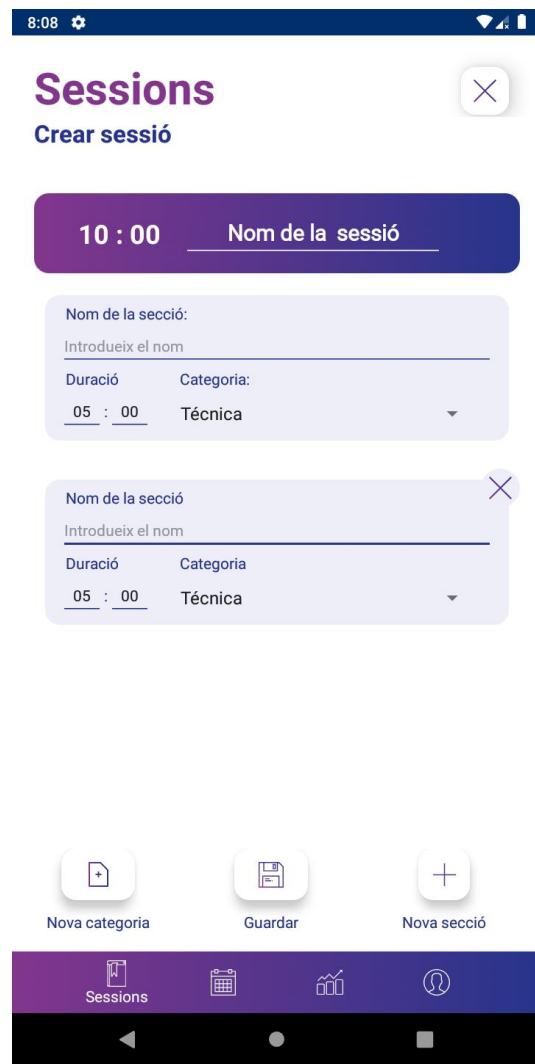 8:08
Sessions
Crear sessió
10 : 00 Nom de la sessió
Nom de la secció:
Introdueix el nom
Duració Categoria:
05 : 00 Técnica
Nom de la secció
Introdueix el nom
Duració Categoria
05 : 00 Técnica
Nova categoria Guardar Nova secció
Sessions